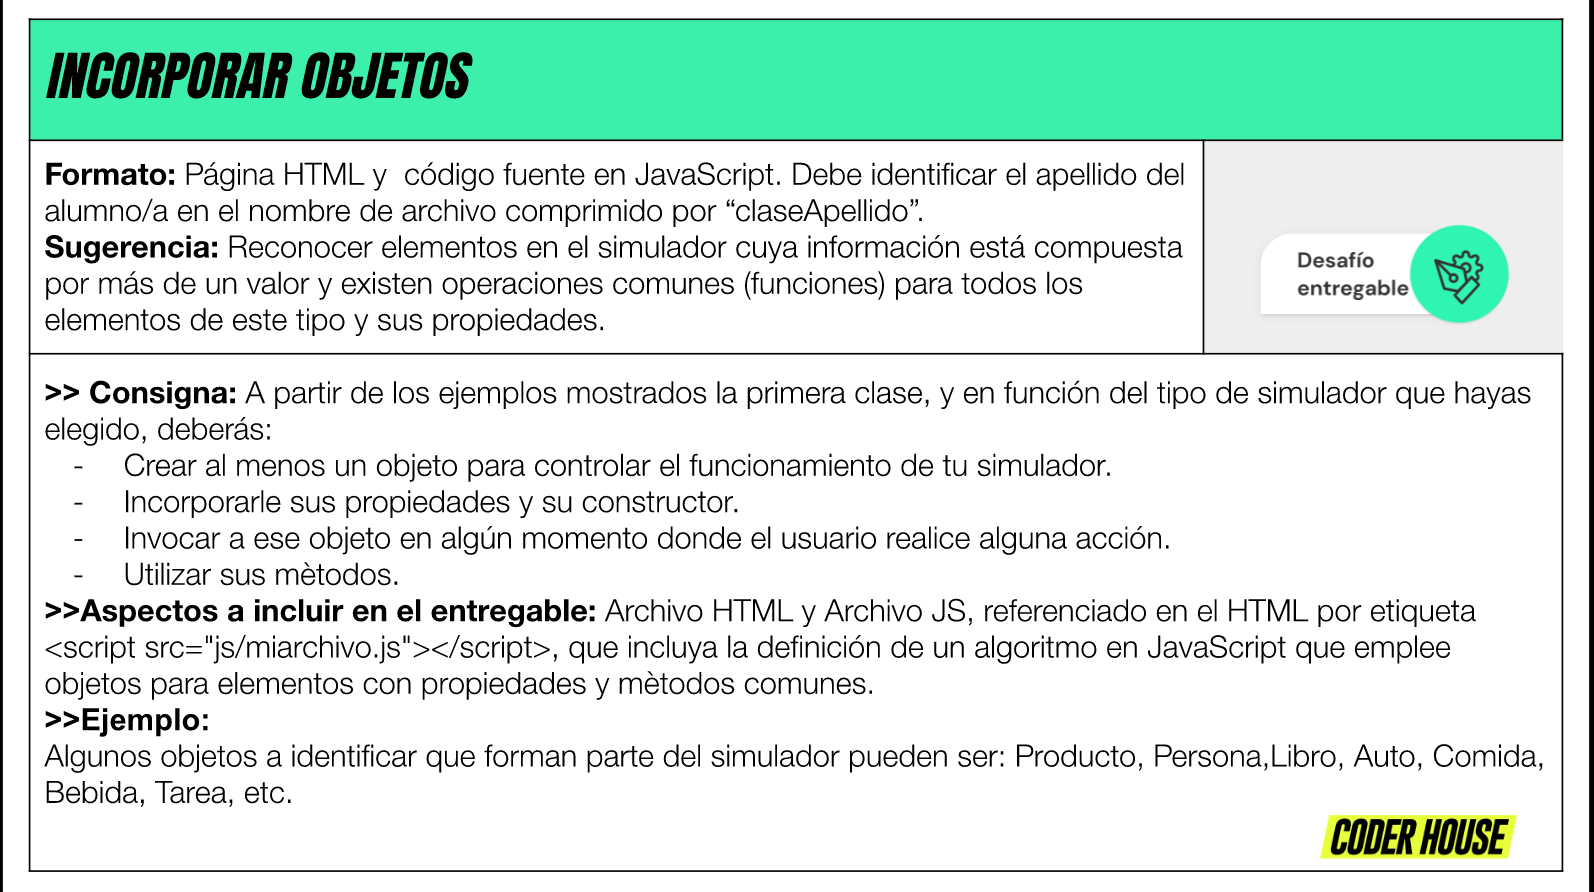 INCORPORAR OBJETOS
Formato: Página HTML y  código fuente en JavaScript. Debe identificar el apellido del
alumno/a en el nombre de archivo comprimido por “claseApellido”.
Sugerencia: Reconocer elementos en el simulador cuya información está compuesta
por más de un valor y existen operaciones comunes (funciones) para todos los
elementos de este tipo y sus propiedades.
Desafío
entregable
>> Consigna: A partir de los ejemplos mostrados la primera clase, y en función del tipo de simulador que hayas
elegido, deberás:
- Crear al menos un objeto para controlar el funcionamiento de tu simulador.
- Incorporarle sus propiedades y su constructor.
- Invocar a ese objeto en algún momento donde el usuario realice alguna acción.
- Utilizar sus mètodos.
>>Aspectos a incluir en el entregable: Archivo HTML y Archivo JS, referenciado en el HTML por etiqueta
<script src="js/miarchivo.js"></script>, que incluya la definición de un algoritmo en JavaScript que emplee
objetos para elementos con propiedades y mètodos comunes.
>>Ejemplo:
Algunos objetos a identificar que forman parte del simulador pueden ser: Producto, Persona,Libro, Auto, Comida,
Bebida, Tarea, etc.
CODER HOUSE